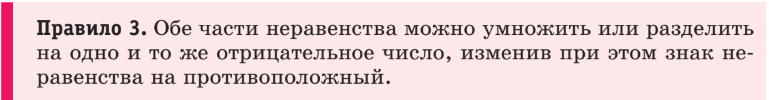 Правило 3. Обе части неравенства можно умножить или разделить
на одно и то же отрицательное число, изменив при этом знак не-
равенства на противоположный.